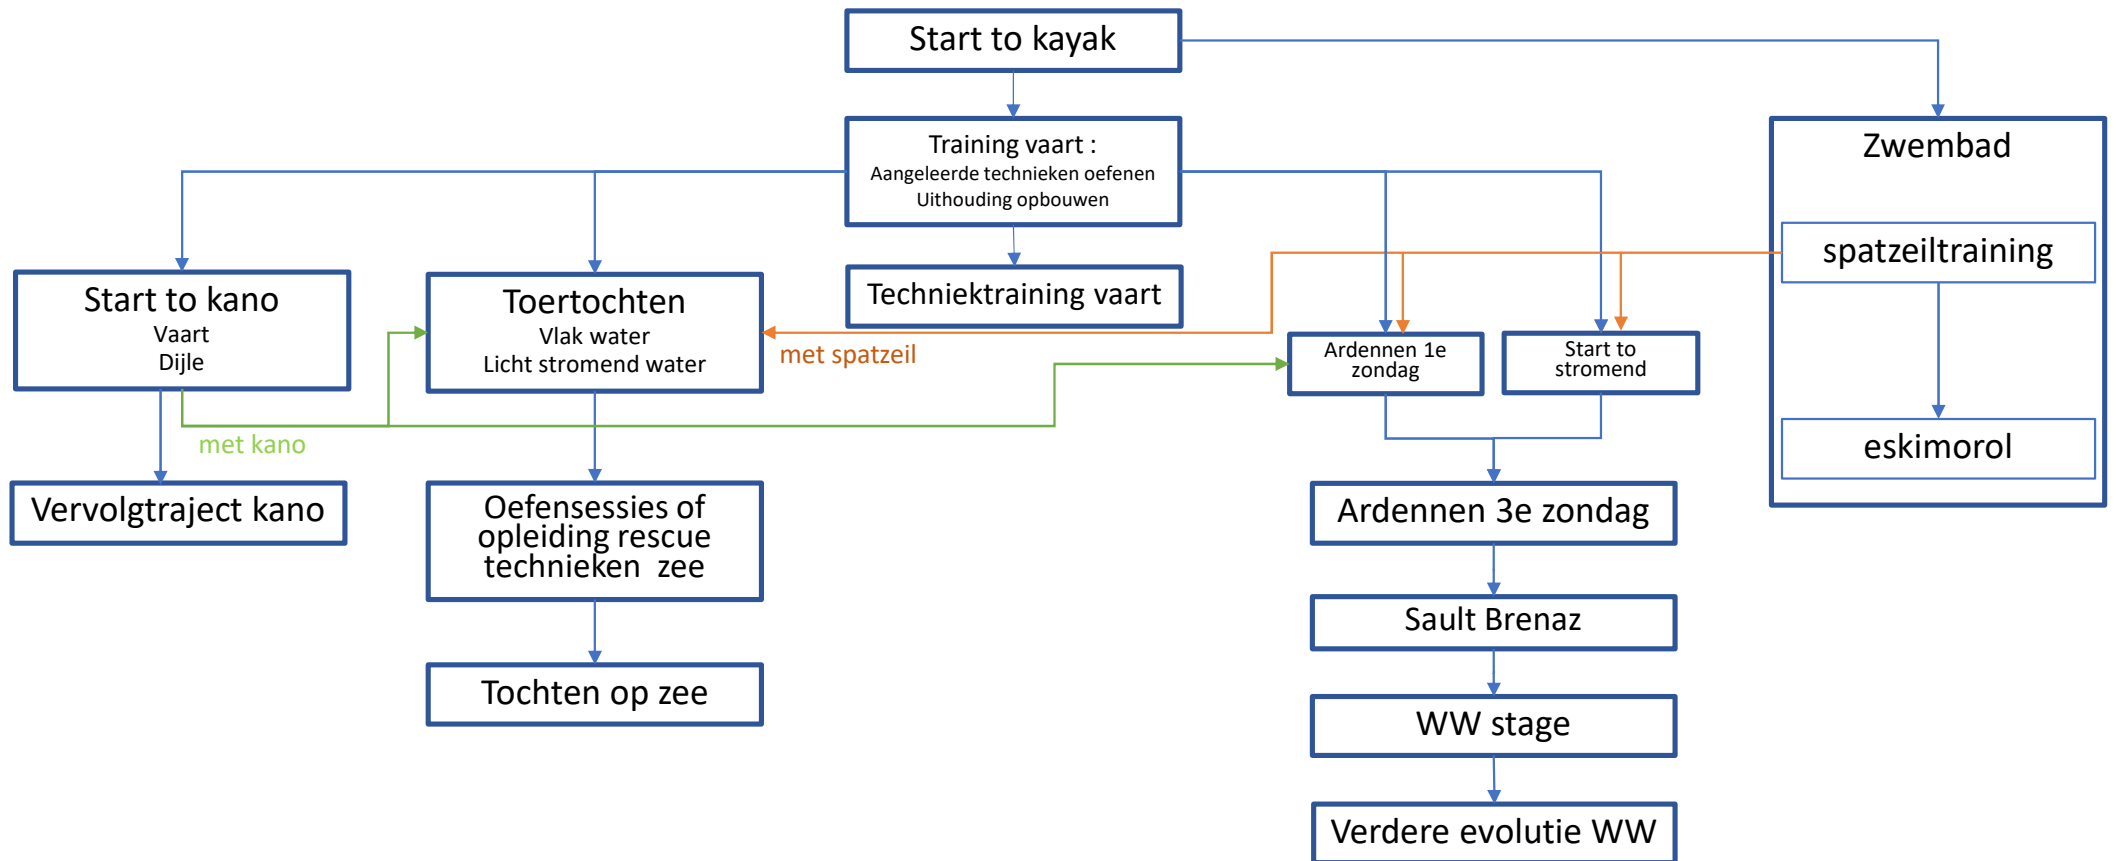 Start to kayak
Training vaart :
Aangeleerde technieken oefenen
Uithouding opbouwen
Zwembad
spatzeiltraining
eskimorol
Techniektraining vaart
Start to kano
Vaart
Dijle
Toertochten
Vlak water
Licht stromend water
met spatzeil
Ardennen 1e
zondag
Start to
stromend
met kano
Vervolgtraject kano
Oefensessies of
opleiding rescue
technieken  zee
Tochten op zee
Ardennen 3e zondag
Sault Brenaz
WW stage
Verdere evolutie WW